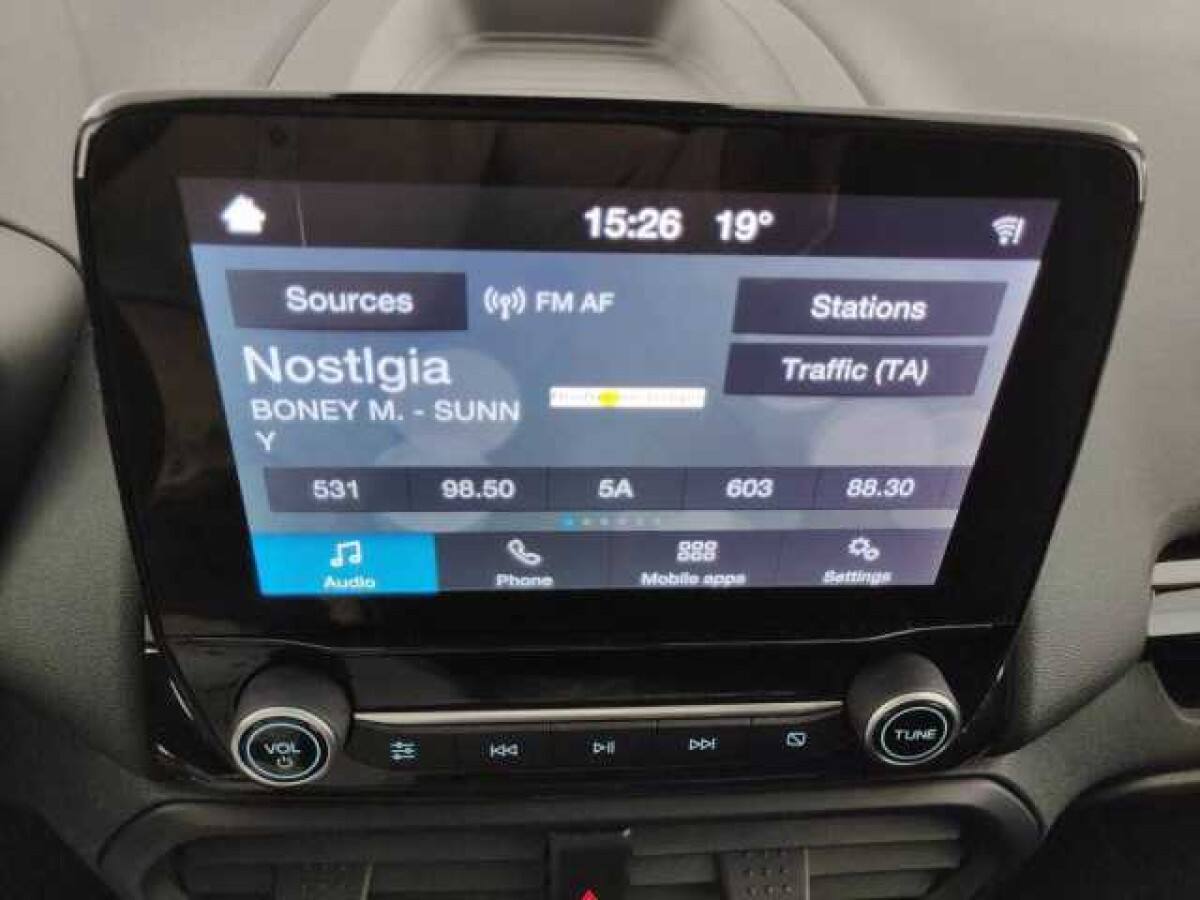 15:26 19°
Sources FM AF Stations
Nostlgia Traffic (TA)
BONEY M. - SUNN
Y
531 98.50 5A 603 88.30
Audio Phone Mobile apps Settings
VOL TUNE